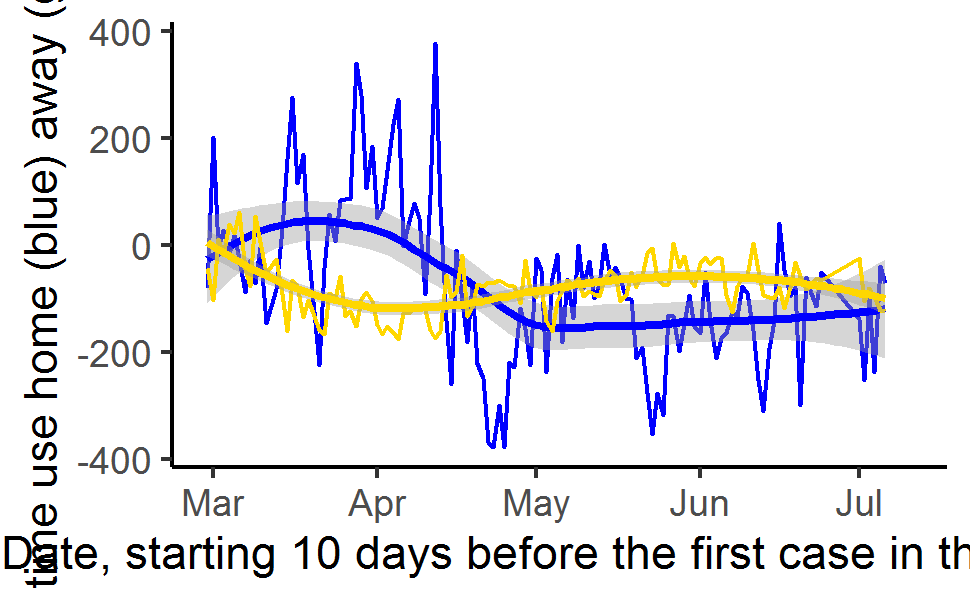 time use home (blue) away (
400
200
0
-200
-400
Mar
Apr
May
Jun
Jul
Date, starting 10 days before the first case in th